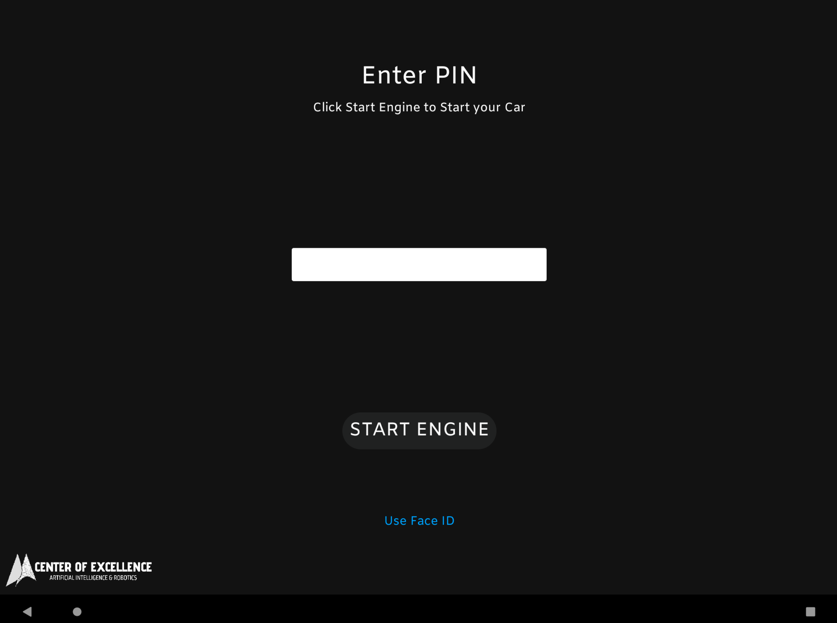 Enter PIN
Click Start Engine to Start your Car
START ENGINE
Use Face ID
CENTER OF EXCELLENCE
ARTIFICIAL INTELLIGENCE & ROBOTICS